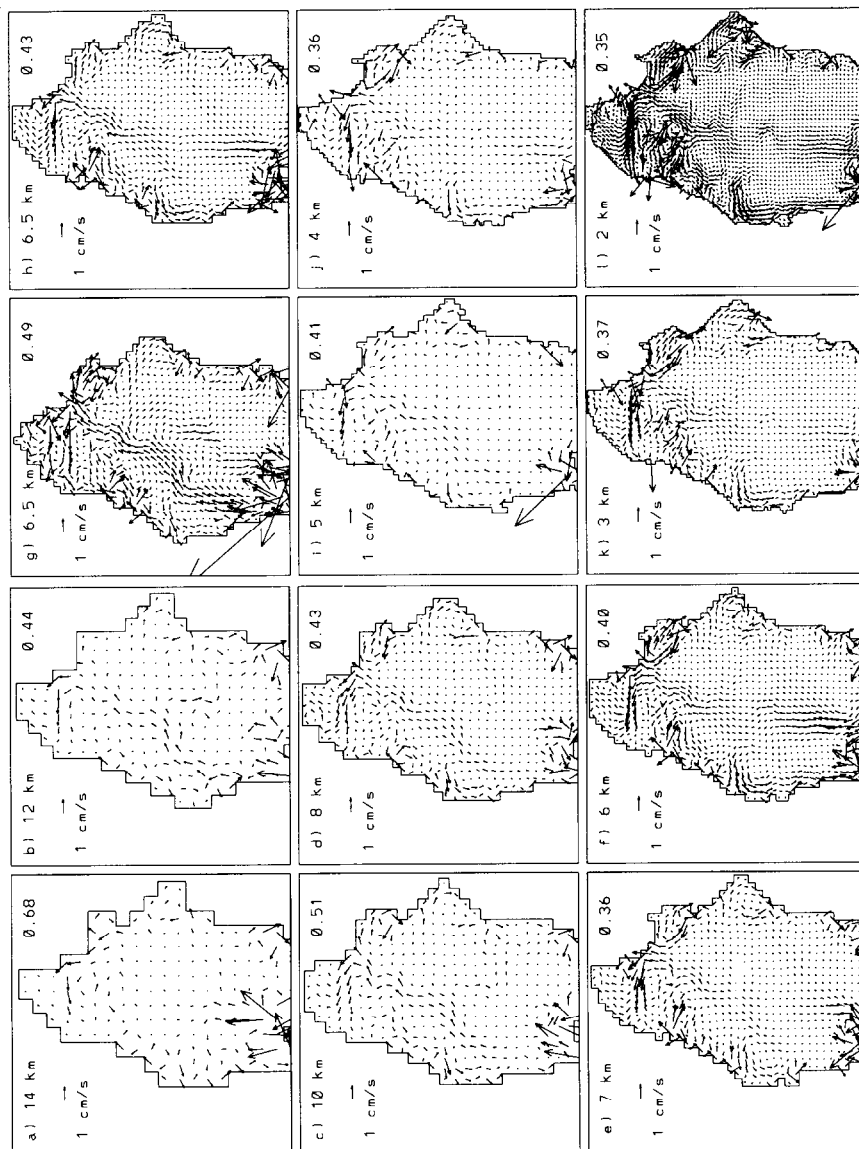 a) 14 km
0.68
1 cm/s
b) 12 km
0.44
1 cm/s
g) 6.5 km
0.49
1 cm/s
h) 6.5 km
0.43
1 cm/s
c) 10 km
0.51
1 cm/s
d) 8 km
0.43
1 cm/s
i) 5 km
0.41
1 cm/s
j) 4 km
0.36
1 cm/s
e) 7 km
0.36
1 cm/s
f) 6 km
0.40
1 cm/s
k) 3 km
0.37
1 cm/s
l) 2 km
0.35
1 cm/s